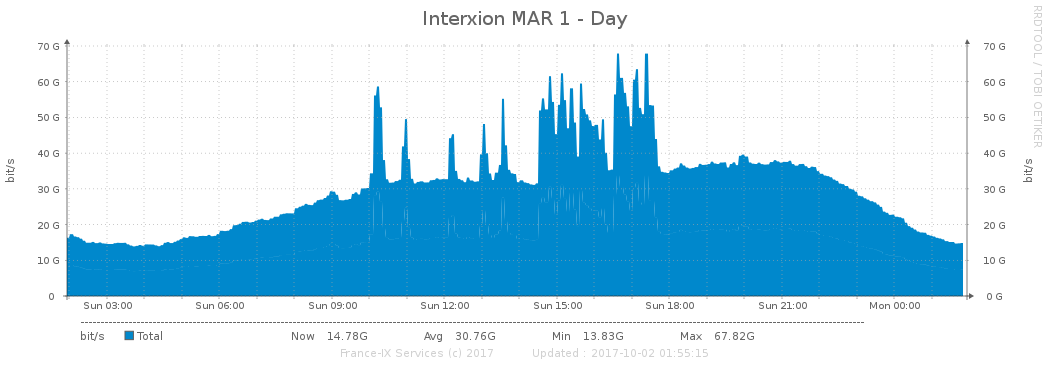 Interxion MAR 1 - Day
RRDTOOL / TOBI OETIKER
70 G 70 G
60 G 60 G
50 G 50 G
40 G 40 G
30 G 30 G
20 G 20 G
10 G 10 G
0 0 G
bit/s bit/s
Sun 03:00 Sun 06:00 Sun 09:00 Sun 12:00 Sun 15:00 Sun 18:00 Sun 21:00 Mon 00:00
bit/s Total Now 14.78G Avg 30.76G Min 13.83G Max 67.82G
France-IX Services (c) 2017 Updated : 2017-10-02 01:55:15